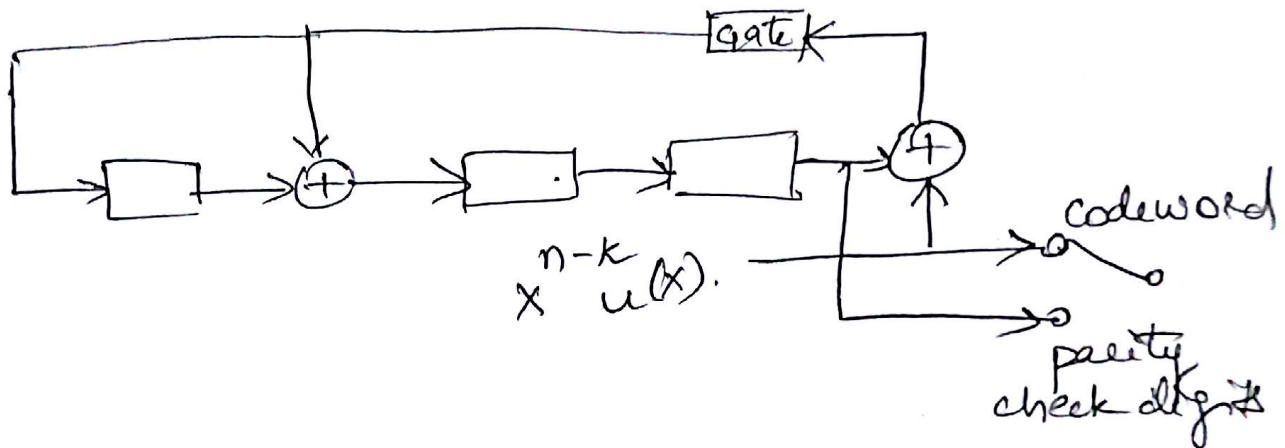 gate
+
+
codeword
x^{n-k} u(x).
parity
check digits